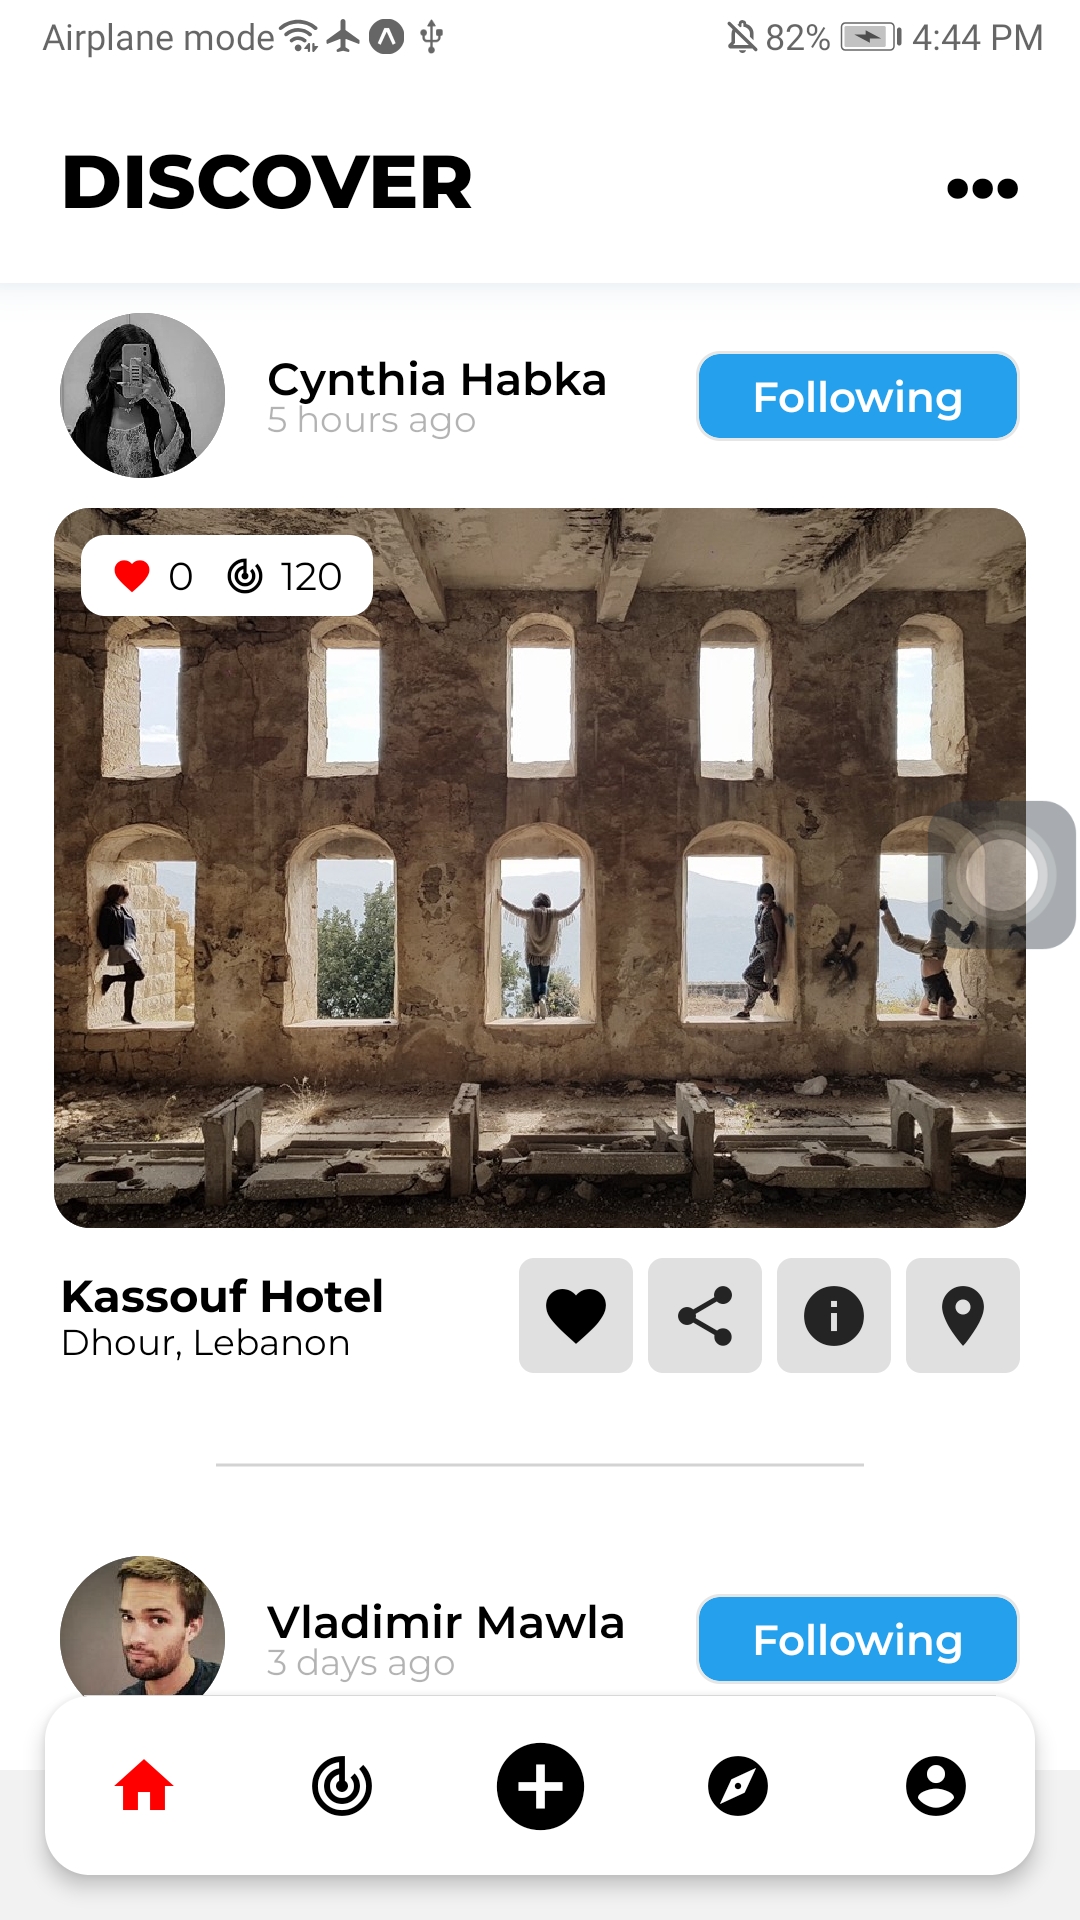 Airplane mode 82% 4:44 PM
DISCOVER
Cynthia Habka
5 hours ago
Following
0 120
Kassouf Hotel
Dhour, Lebanon
Vladimir Mawla
3 days ago
Following